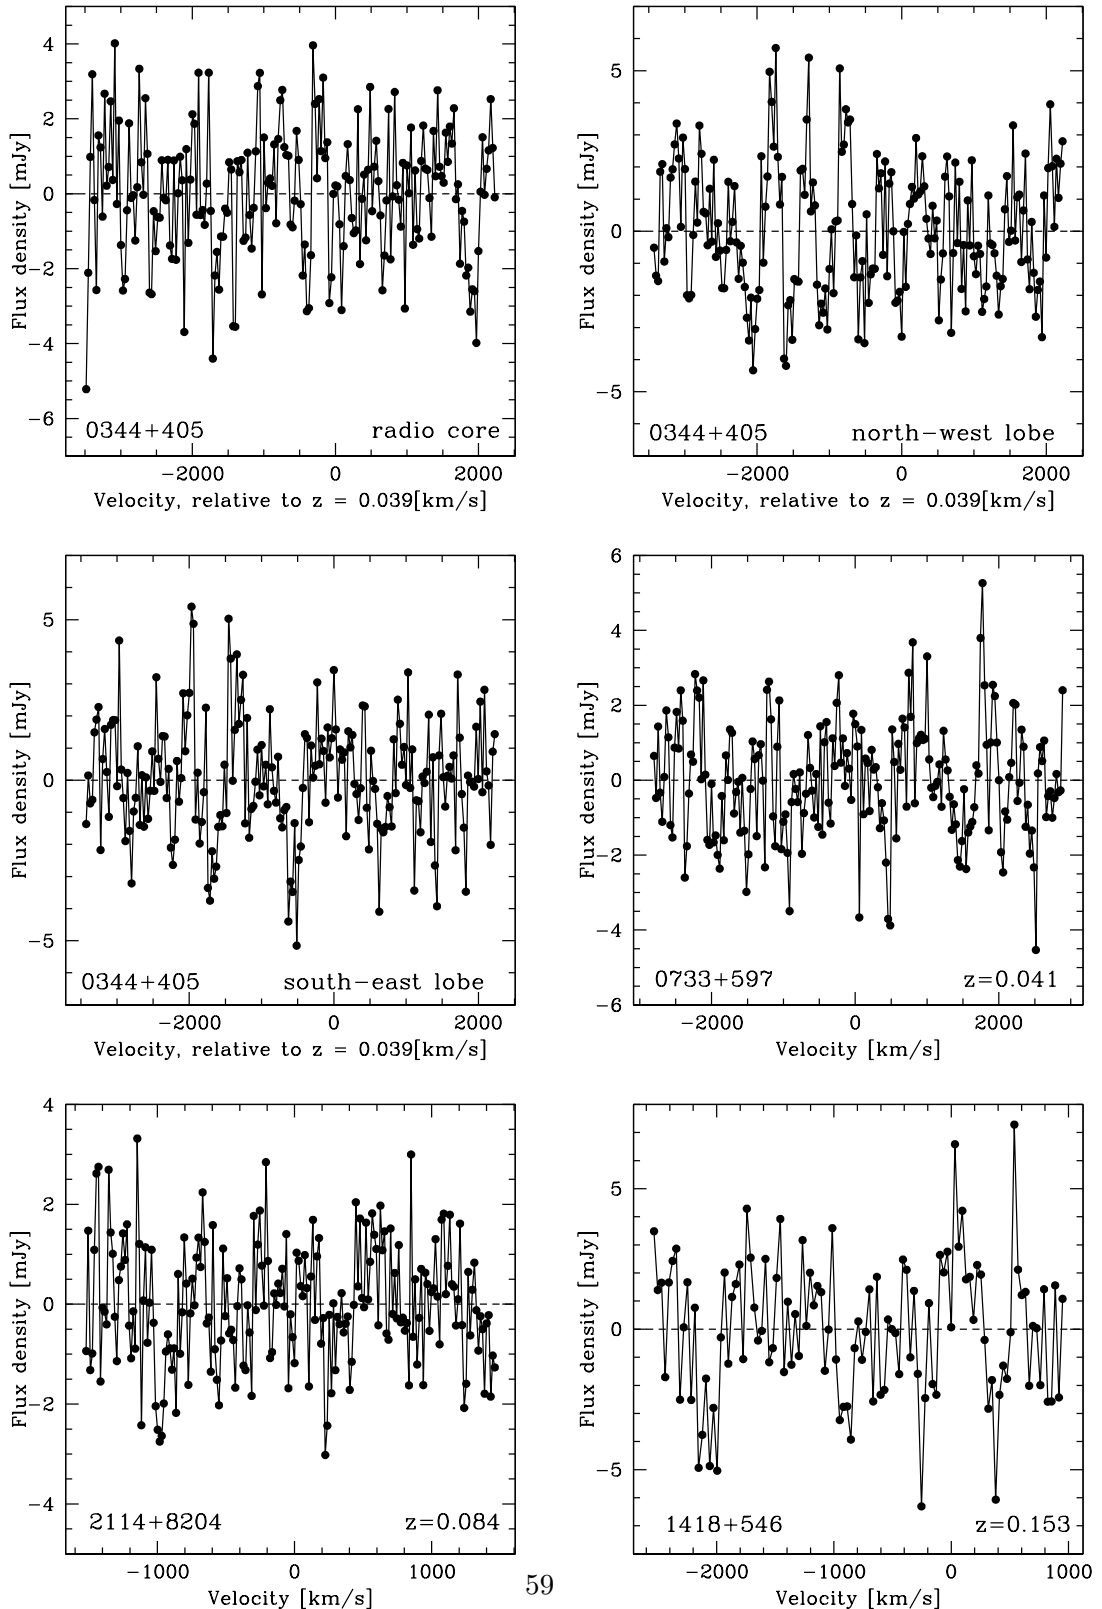 4
2
0
−2
−4
−6
Flux density [mJy]
0344+405 radio core
−2000 0 2000
Velocity, relative to z = 0.039[km/s]
5
0
−5
Flux density [mJy]
0344+405 north−west lobe
−2000 0 2000
Velocity, relative to z = 0.039[km/s]
5
0
−5
Flux density [mJy]
0344+405 south−east lobe
−2000 0 2000
Velocity, relative to z = 0.039[km/s]
6
4
2
0
−2
−4
−6
Flux density [mJy]
0733+597 z=0.041
−2000 0 2000
Velocity [km/s]
4
2
0
−2
−4
Flux density [mJy]
2114+8204 z=0.084
−1000 0 1000
Velocity [km/s]
5
0
−5
Flux density [mJy]
1418+546 z=0.153
−2000 −1000 0 1000
Velocity [km/s]
59